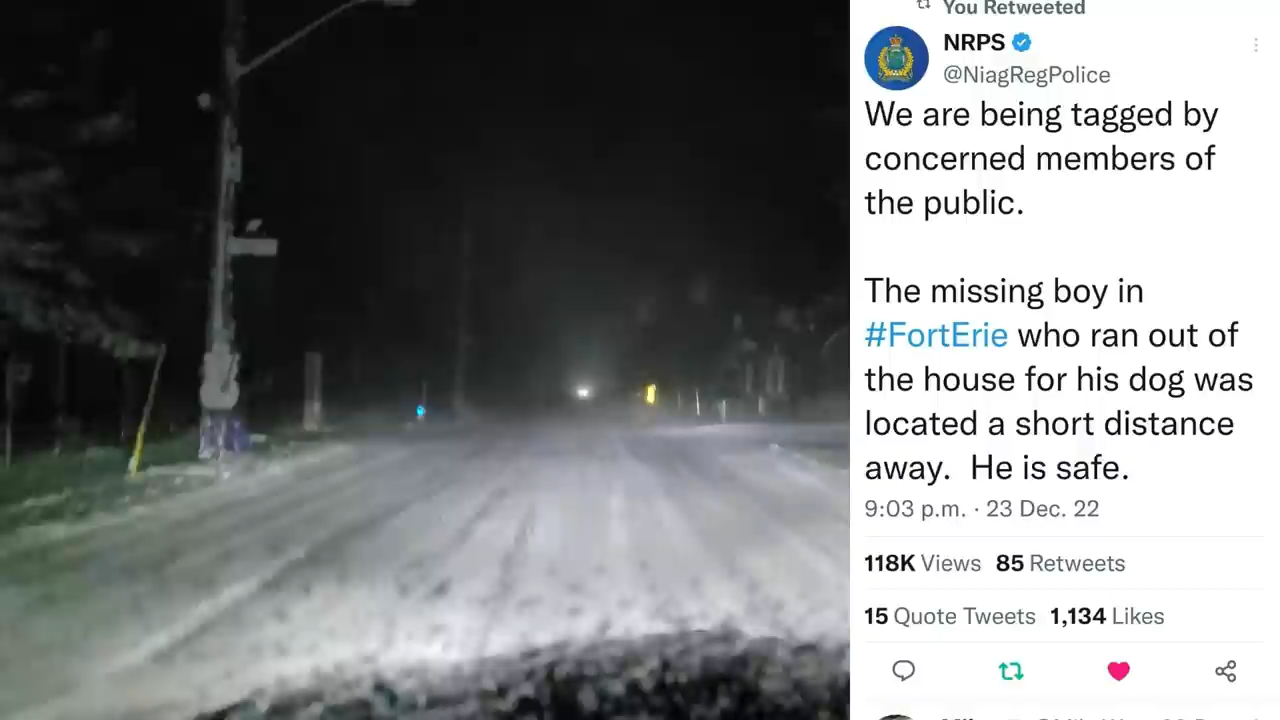 You Retweeted
NRPS
@NiagRegPolice
We are being tagged by
concerned members of
the public.
The missing boy in
#FortErie who ran out of
the house for his dog was
located a short distance
away. He is safe.
9:03 p.m. · 23 Dec. 22
118K Views 85 Retweets
15 Quote Tweets 1,134 Likes